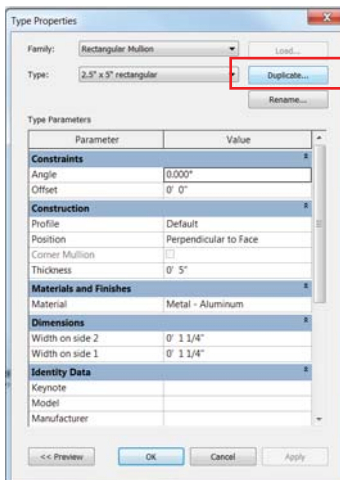 Type Properties
Family: Rectangular Mullion Load...
Type: 2.5" x 5" rectangular Duplicate...
Rename...
Type Parameters
Parameter Value
Constraints
Angle 0.000°
Offset 0' 0"
Construction
Profile Default
Position Perpendicular to Face
Corner Mullion
Thickness 0' 5"
Materials and Finishes
Material Metal - Aluminum
Dimensions
Width on side 2 0' 1 1/4"
Width on side 1 0' 1 1/4"
Identity Data
Keynote
Model
Manufacturer
<< Preview OK Cancel Apply